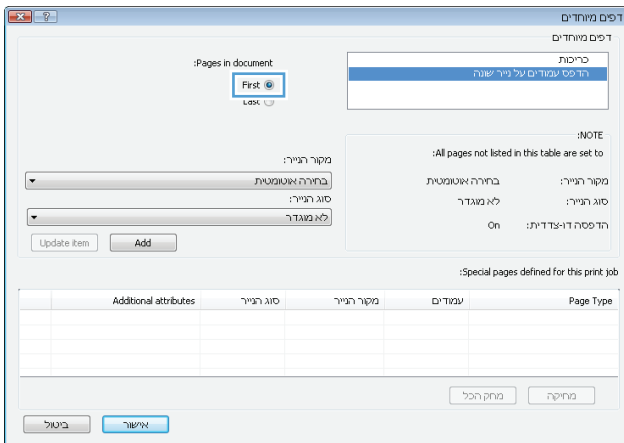 דפים מיוחדים
דפים מיוחדים
כריכות
הדפס עמודים על נייר שונה
Pages in document:
First
Last
NOTE:
All pages not listed in this table are set to:
מקור הנייר: בחירה אוטומטית
סוג הנייר: לא מוגדר
הדפסה דו-צדדית: On
מקור הנייר:
בחירה אוטומטית
סוג הנייר:
לא מוגדר
Add Update item
Special pages defined for this print job:
Page Type עמודים מקור הנייר סוג הנייר Additional attributes
מחיקה מחק הכל
אישור ביטול